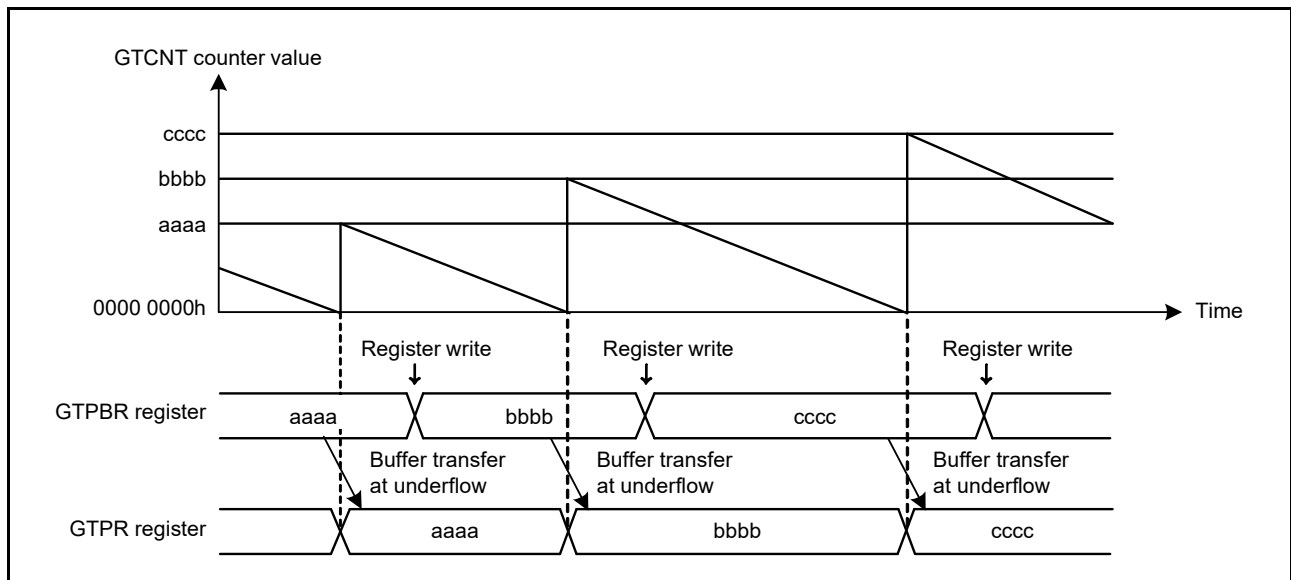 GTCNT counter value
cccc
bbbb
aaaa
0000 0000h
Time
Register write
Register write
Register write
GTPBR register
aaaa
bbbb
cccc
Buffer transfer
at underflow
Buffer transfer
at underflow
Buffer transfer
at underflow
GTPR register
aaaa
bbbb
cccc